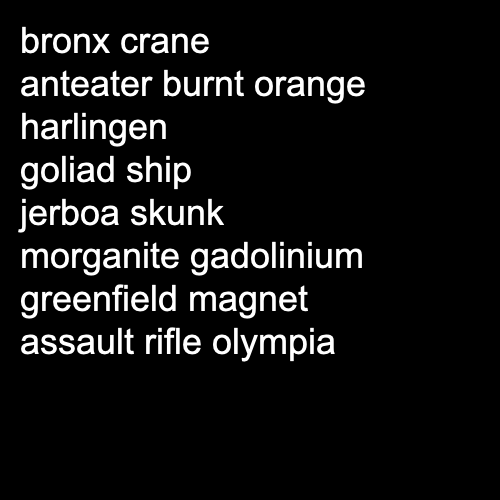 bronx crane
anteater burnt orange
harlingen
goliad ship
jerboa skunk
morganite gadolinium
greenfield magnet
assault rifle olympia